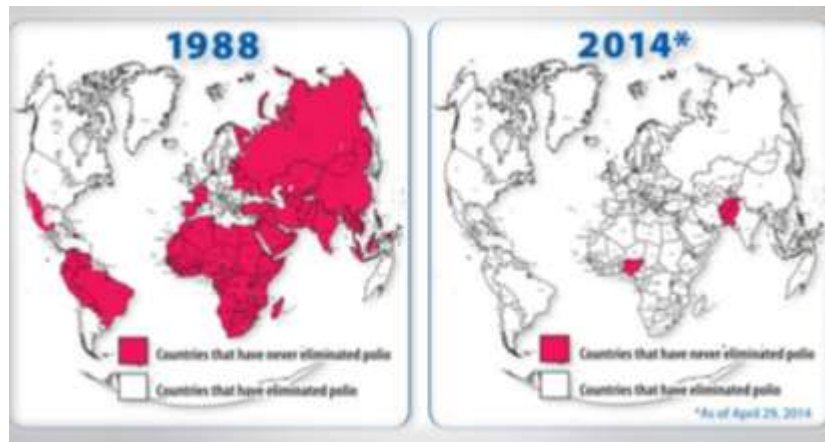 1988
Countries that have never eliminated polio
Countries that have eliminated polio
2014*
Countries that have never eliminated polio
Countries that have eliminated polio
*As of April 29, 2014